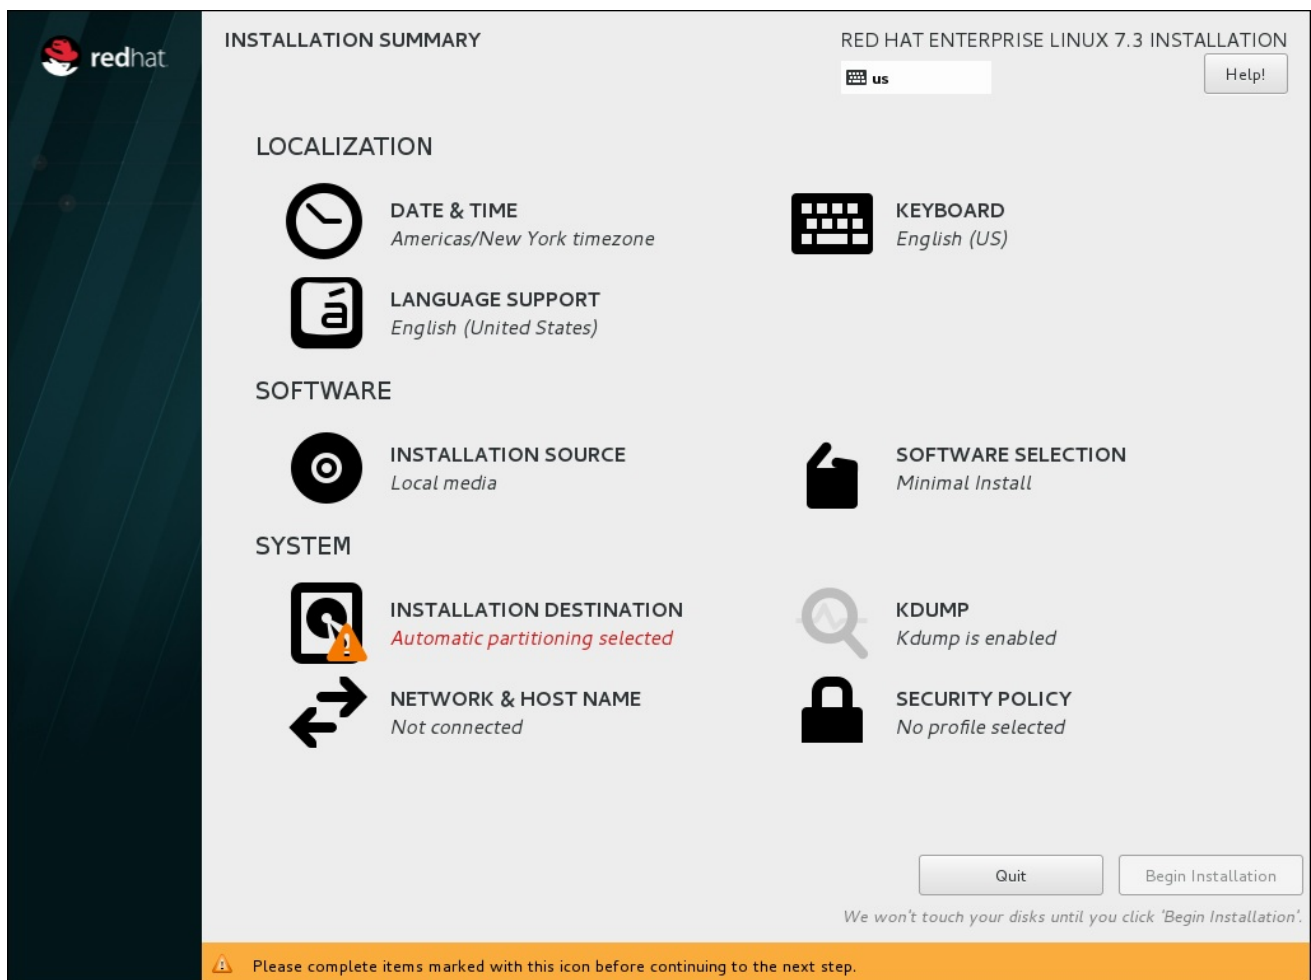 redhat
INSTALLATION SUMMARY
RED HAT ENTERPRISE LINUX 7.3 INSTALLATION
us
Help!
LOCALIZATION
DATE & TIME
Americas/New York timezone
KEYBOARD
English (US)
LANGUAGE SUPPORT
English (United States)
SOFTWARE
INSTALLATION SOURCE
Local media
SOFTWARE SELECTION
Minimal Install
SYSTEM
INSTALLATION DESTINATION
Automatic partitioning selected
KDUMP
Kdump is enabled
NETWORK & HOST NAME
Not connected
SECURITY POLICY
No profile selected
Quit
Begin Installation
We won't touch your disks until you click 'Begin Installation'.
Please complete items marked with this icon before continuing to the next step.